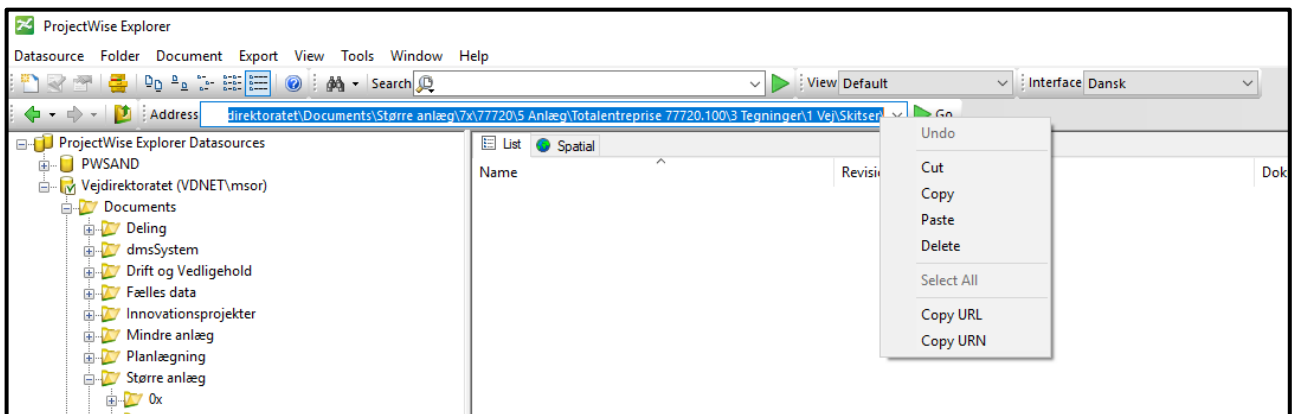 ProjectWise Explorer
Datasource Folder Document Export View Tools Window Help
Search View Default Interface Dansk
Address direktoratet\Documents\Større anlæg\7x\77720\5 Anlæg\Totalentreprise 77720.100\3 Tegninger\1 Vej\Skitser\ Go
ProjectWise Explorer Datasources
PWSAND
Vejdirektoratet (VDNET\msor)
Documents
Deling
dmsSystem
Drift og Vedligehold
Fælles data
Innovationsprojekter
Mindre anlæg
Planlægning
Større anlæg
0x
List Spatial
Name Revisi Dok
Undo
Cut
Copy
Paste
Delete
Select All
Copy URL
Copy URN